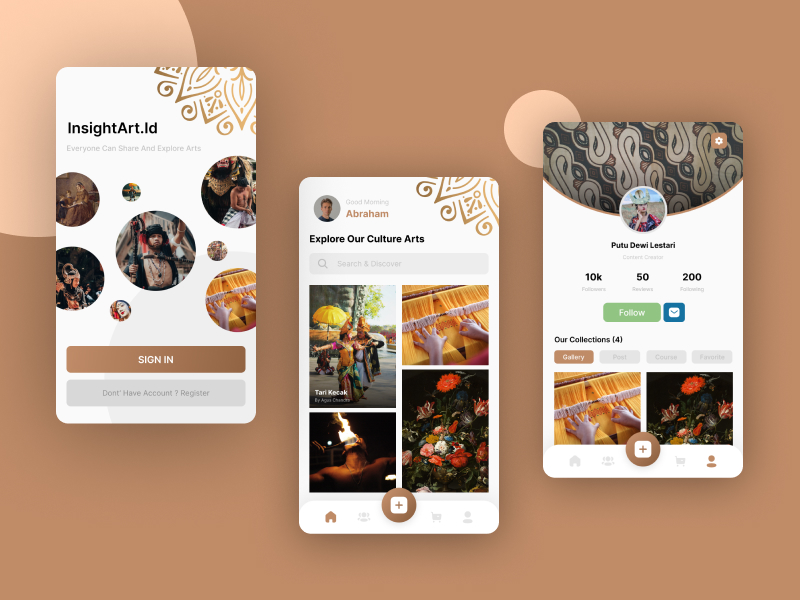 InsightArt.Id
Everyone Can Share And Explore Arts
SIGN IN
Dont' Have Account ? Register
Good Morning
Abraham
Explore Our Culture Arts
Search & Discover
Tari Kecak
By Agus Chandra
Putu Dewi Lestari
Content Creator
10k
50
200
Followers
Reviews
Following
Follow
Our Collections (4)
Gallery
Post
Course
Favorite